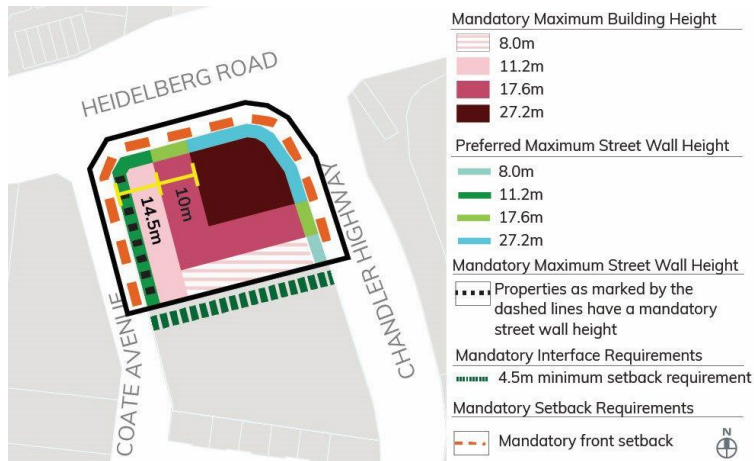 HEIDELBERG ROAD
14.5m
10m
COATE AVENUE
CHANDLER HIGHWAY
Mandatory Maximum Building Height
8.0m
11.2m
17.6m
27.2m
Preferred Maximum Street Wall Height
8.0m
11.2m
17.6m
27.2m
Mandatory Maximum Street Wall Height
Properties as marked by the
dashed lines have a mandatory
street wall height
Mandatory Interface Requirements
4.5m minimum setback requirement
Mandatory Setback Requirements
Mandatory front setback
N